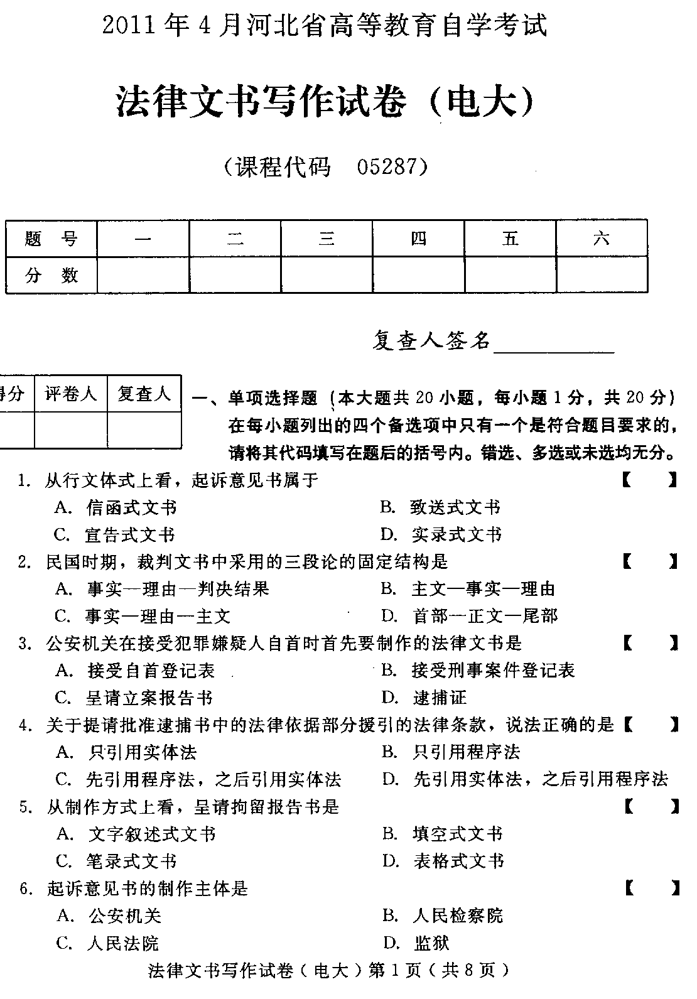 2011 年 4 月河北省高等教育自学考试
法律文书写作试卷（电大）
（课程代码　05287）
题　号　一　二　三　四　五　六
分　数
复查人签名
得分　评卷人　复查人
一、单项选择题（本大题共 20 小题，每小题 1 分，共 20 分）
在每小题列出的四个备选项中只有一个是符合题目要求的，
请将其代码填写在题后的括号内。错选、多选或未选均无分。
1. 从行文体式上看，起诉意见书属于【　　】
A. 信函式文书　B. 致送式文书
C. 宣告式文书　D. 实录式文书
2. 民国时期，裁判文书中采用的三段论的固定结构是【　　】
A. 事实—理由—判决结果　B. 主文—事实—理由
C. 事实—理由—主文　D. 首部—正文—尾部
3. 公安机关在接受犯罪嫌疑人自首时首先要制作的法律文书是【　　】
A. 接受自首登记表　B. 接受刑事案件登记表
C. 呈请立案报告书　D. 逮捕证
4. 关于提请批准逮捕书中的法律依据部分援引的法律条款，说法正确的是【　　】
A. 只引用实体法　B. 只引用程序法
C. 先引用程序法，之后引用实体法　D. 先引用实体法，之后引用程序法
5. 从制作方式上看，呈请拘留报告书是【　　】
A. 文字叙述式文书　B. 填空式文书
C. 笔录式文书　D. 表格式文书
6. 起诉意见书的制作主体是【　　】
A. 公安机关　B. 人民检察院
C. 人民法院　D. 监狱
法律文书写作试卷（电大）第 1 页（共 8 页）